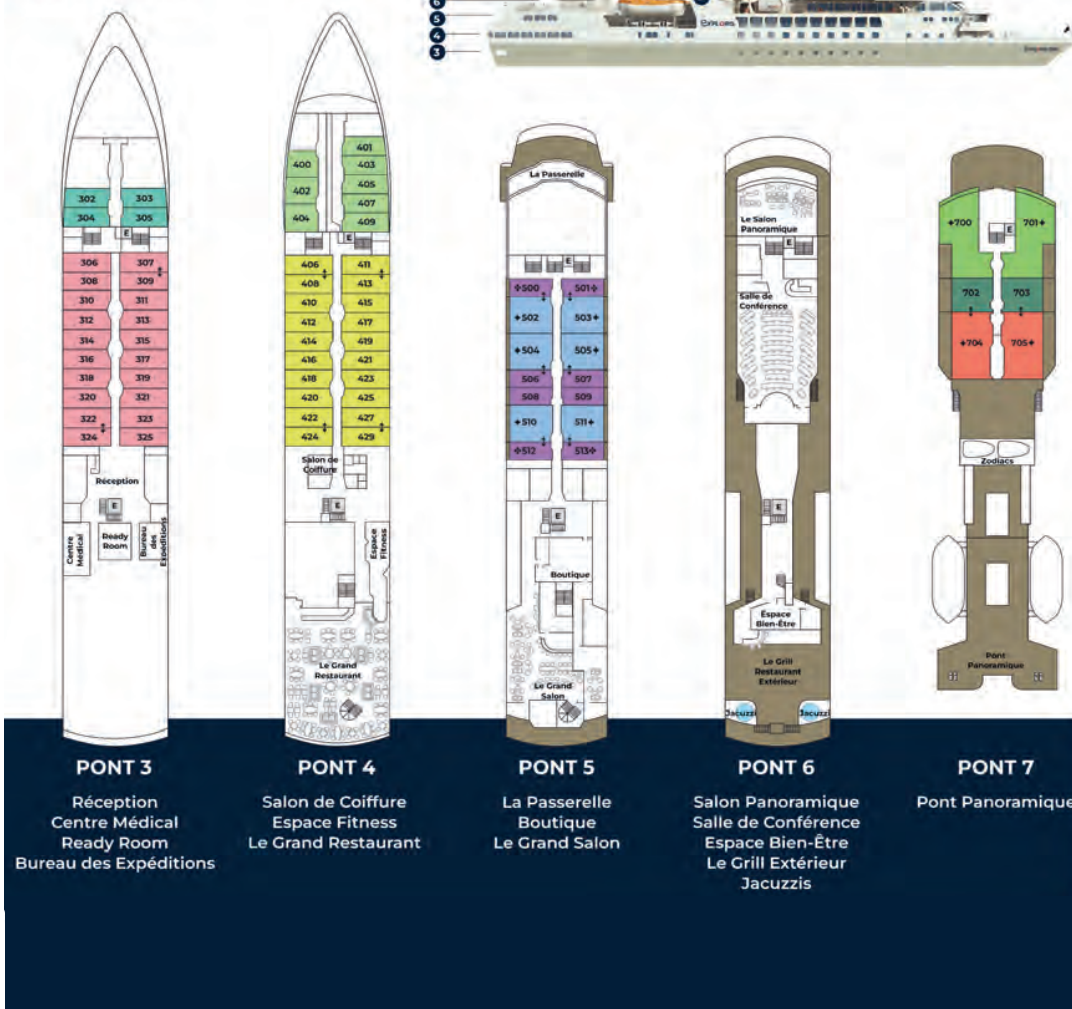 6
5
4
3
EXPLORIS
La Passerelle
401
400
403
402
405
407
404
409
302
303
304
305
E
E
Le Salon
Panoramique
E
✦700
701✦
E
E
306
307
308
309
310
311
312
313
314
315
316
317
318
319
320
321
322
323
324
325
406
411
408
413
410
415
412
417
414
419
416
421
418
423
420
425
422
427
424
429
✣500
501✣
✦502
503✦
✦504
505✦
506
507
508
509
✦510
511✦
✣512
513✣
Salle de
Conférence
702
703
✦704
705✦
Réception
E
Centre
Médical
Ready
Room
Bureau
des
Expéditions
Salon de
Coiffure
E
Espace
Fitness
Le Grand
Restaurant
E
Boutique
Le Grand
Salon
E
Espace
Bien-Être
Le Grill
Restaurant
Extérieur
Jacuzzi
Jacuzzi
Zodiacs
Pont
Panoramique
PONT 3
Réception
Centre Médical
Ready Room
Bureau des Expéditions
PONT 4
Salon de Coiffure
Espace Fitness
Le Grand Restaurant
PONT 5
La Passerelle
Boutique
Le Grand Salon
PONT 6
Salon Panoramique
Salle de Conférence
Espace Bien-Être
Le Grill Extérieur
Jacuzzis
PONT 7
Pont Panoramique